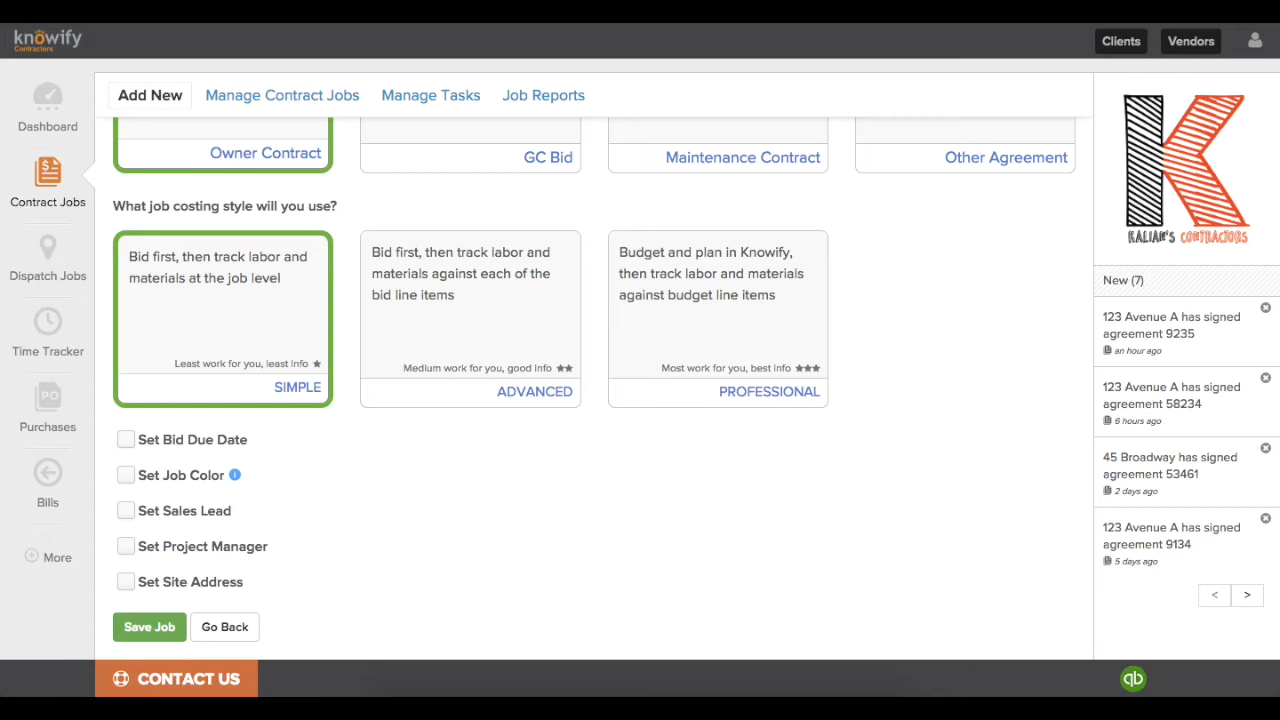 knowify
Contractors
Clients
Vendors
Add New
Manage Contract Jobs
Manage Tasks
Job Reports
Dashboard
Contract Jobs
Dispatch Jobs
Time Tracker
PO
Purchases
Bills
More
Owner Contract
GC Bid
Maintenance Contract
Other Agreement
What job costing style will you use?
Bid first, then track labor and
materials at the job level
Least work for you, least info
SIMPLE
Bid first, then track labor and
materials against each of the
bid line items
Medium work for you, good info
ADVANCED
Budget and plan in Knowify,
then track labor and materials
against budget line items
Most work for you, best info
PROFESSIONAL
Set Bid Due Date
Set Job Color
Set Sales Lead
Set Project Manager
Set Site Address
Save Job
Go Back
K
KALIAN'S CONTRACTORS
New (7)
123 Avenue A has signed
agreement 9235
an hour ago
123 Avenue A has signed
agreement 58234
6 hours ago
45 Broadway has signed
agreement 53461
2 days ago
123 Avenue A has signed
agreement 9134
5 days ago
< >
CONTACT US
qb